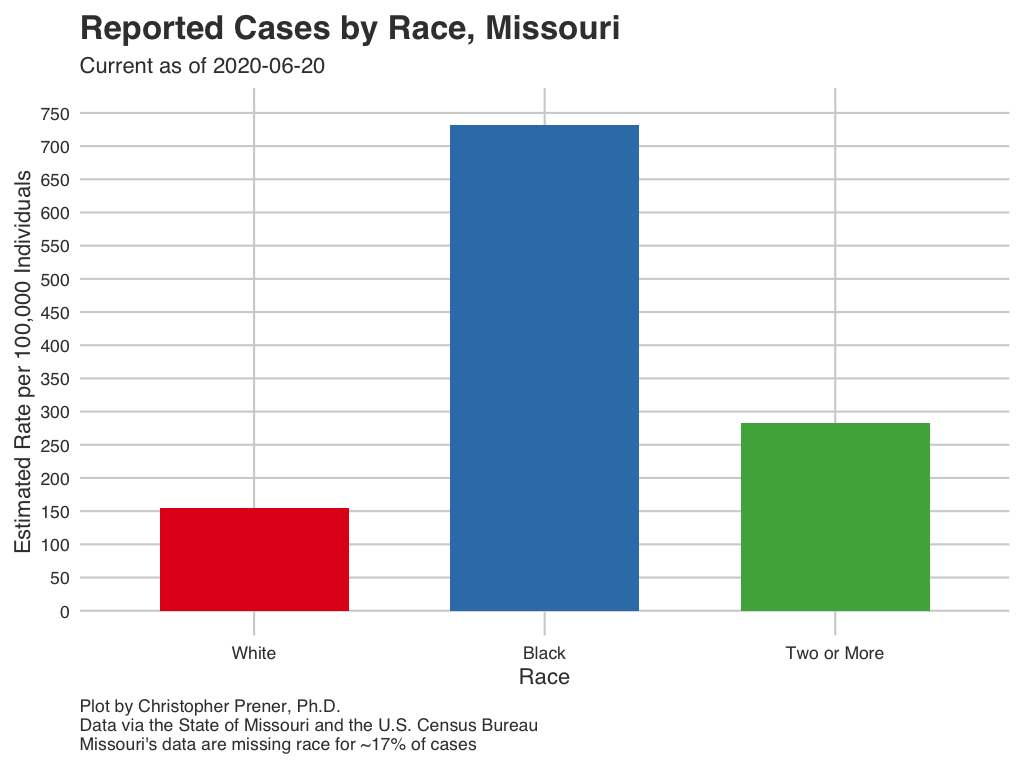 Reported Cases by Race, Missouri
Current as of 2020-06-20
Estimated Rate per 100,000 Individuals
750
700
650
600
550
500
450
400
350
300
250
200
150
100
50
0
White Black Two or More
Race
Plot by Christopher Prener, Ph.D.
Data via the State of Missouri and the U.S. Census Bureau
Missouri's data are missing race for ~17% of cases